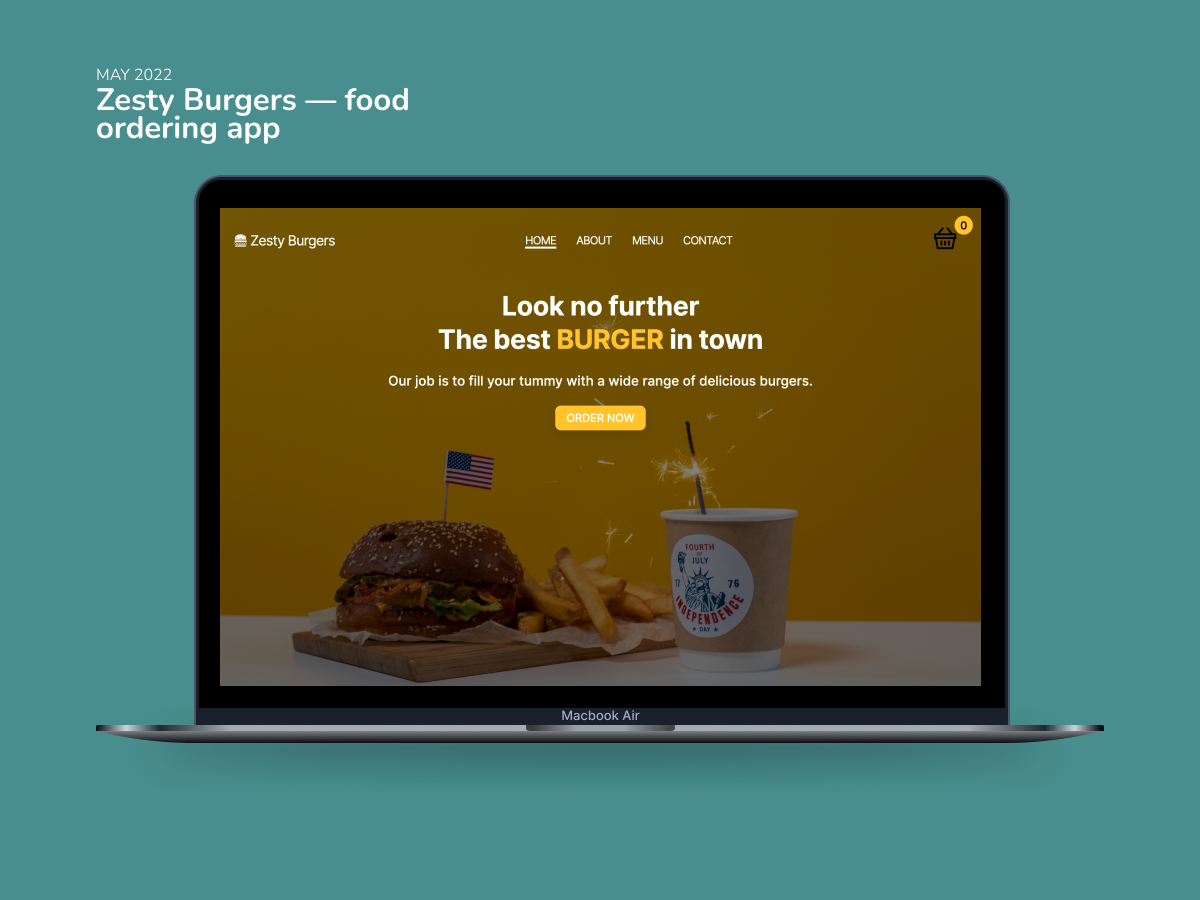 MAY 2022
Zesty Burgers — food
ordering app
Zesty Burgers
HOME ABOUT MENU CONTACT
0
Look no further
The best BURGER in town
Our job is to fill your tummy with a wide range of delicious burgers.
ORDER NOW
FOURTH
OF
JULY
17 76
INDEPENDENCE
DAY
Macbook Air